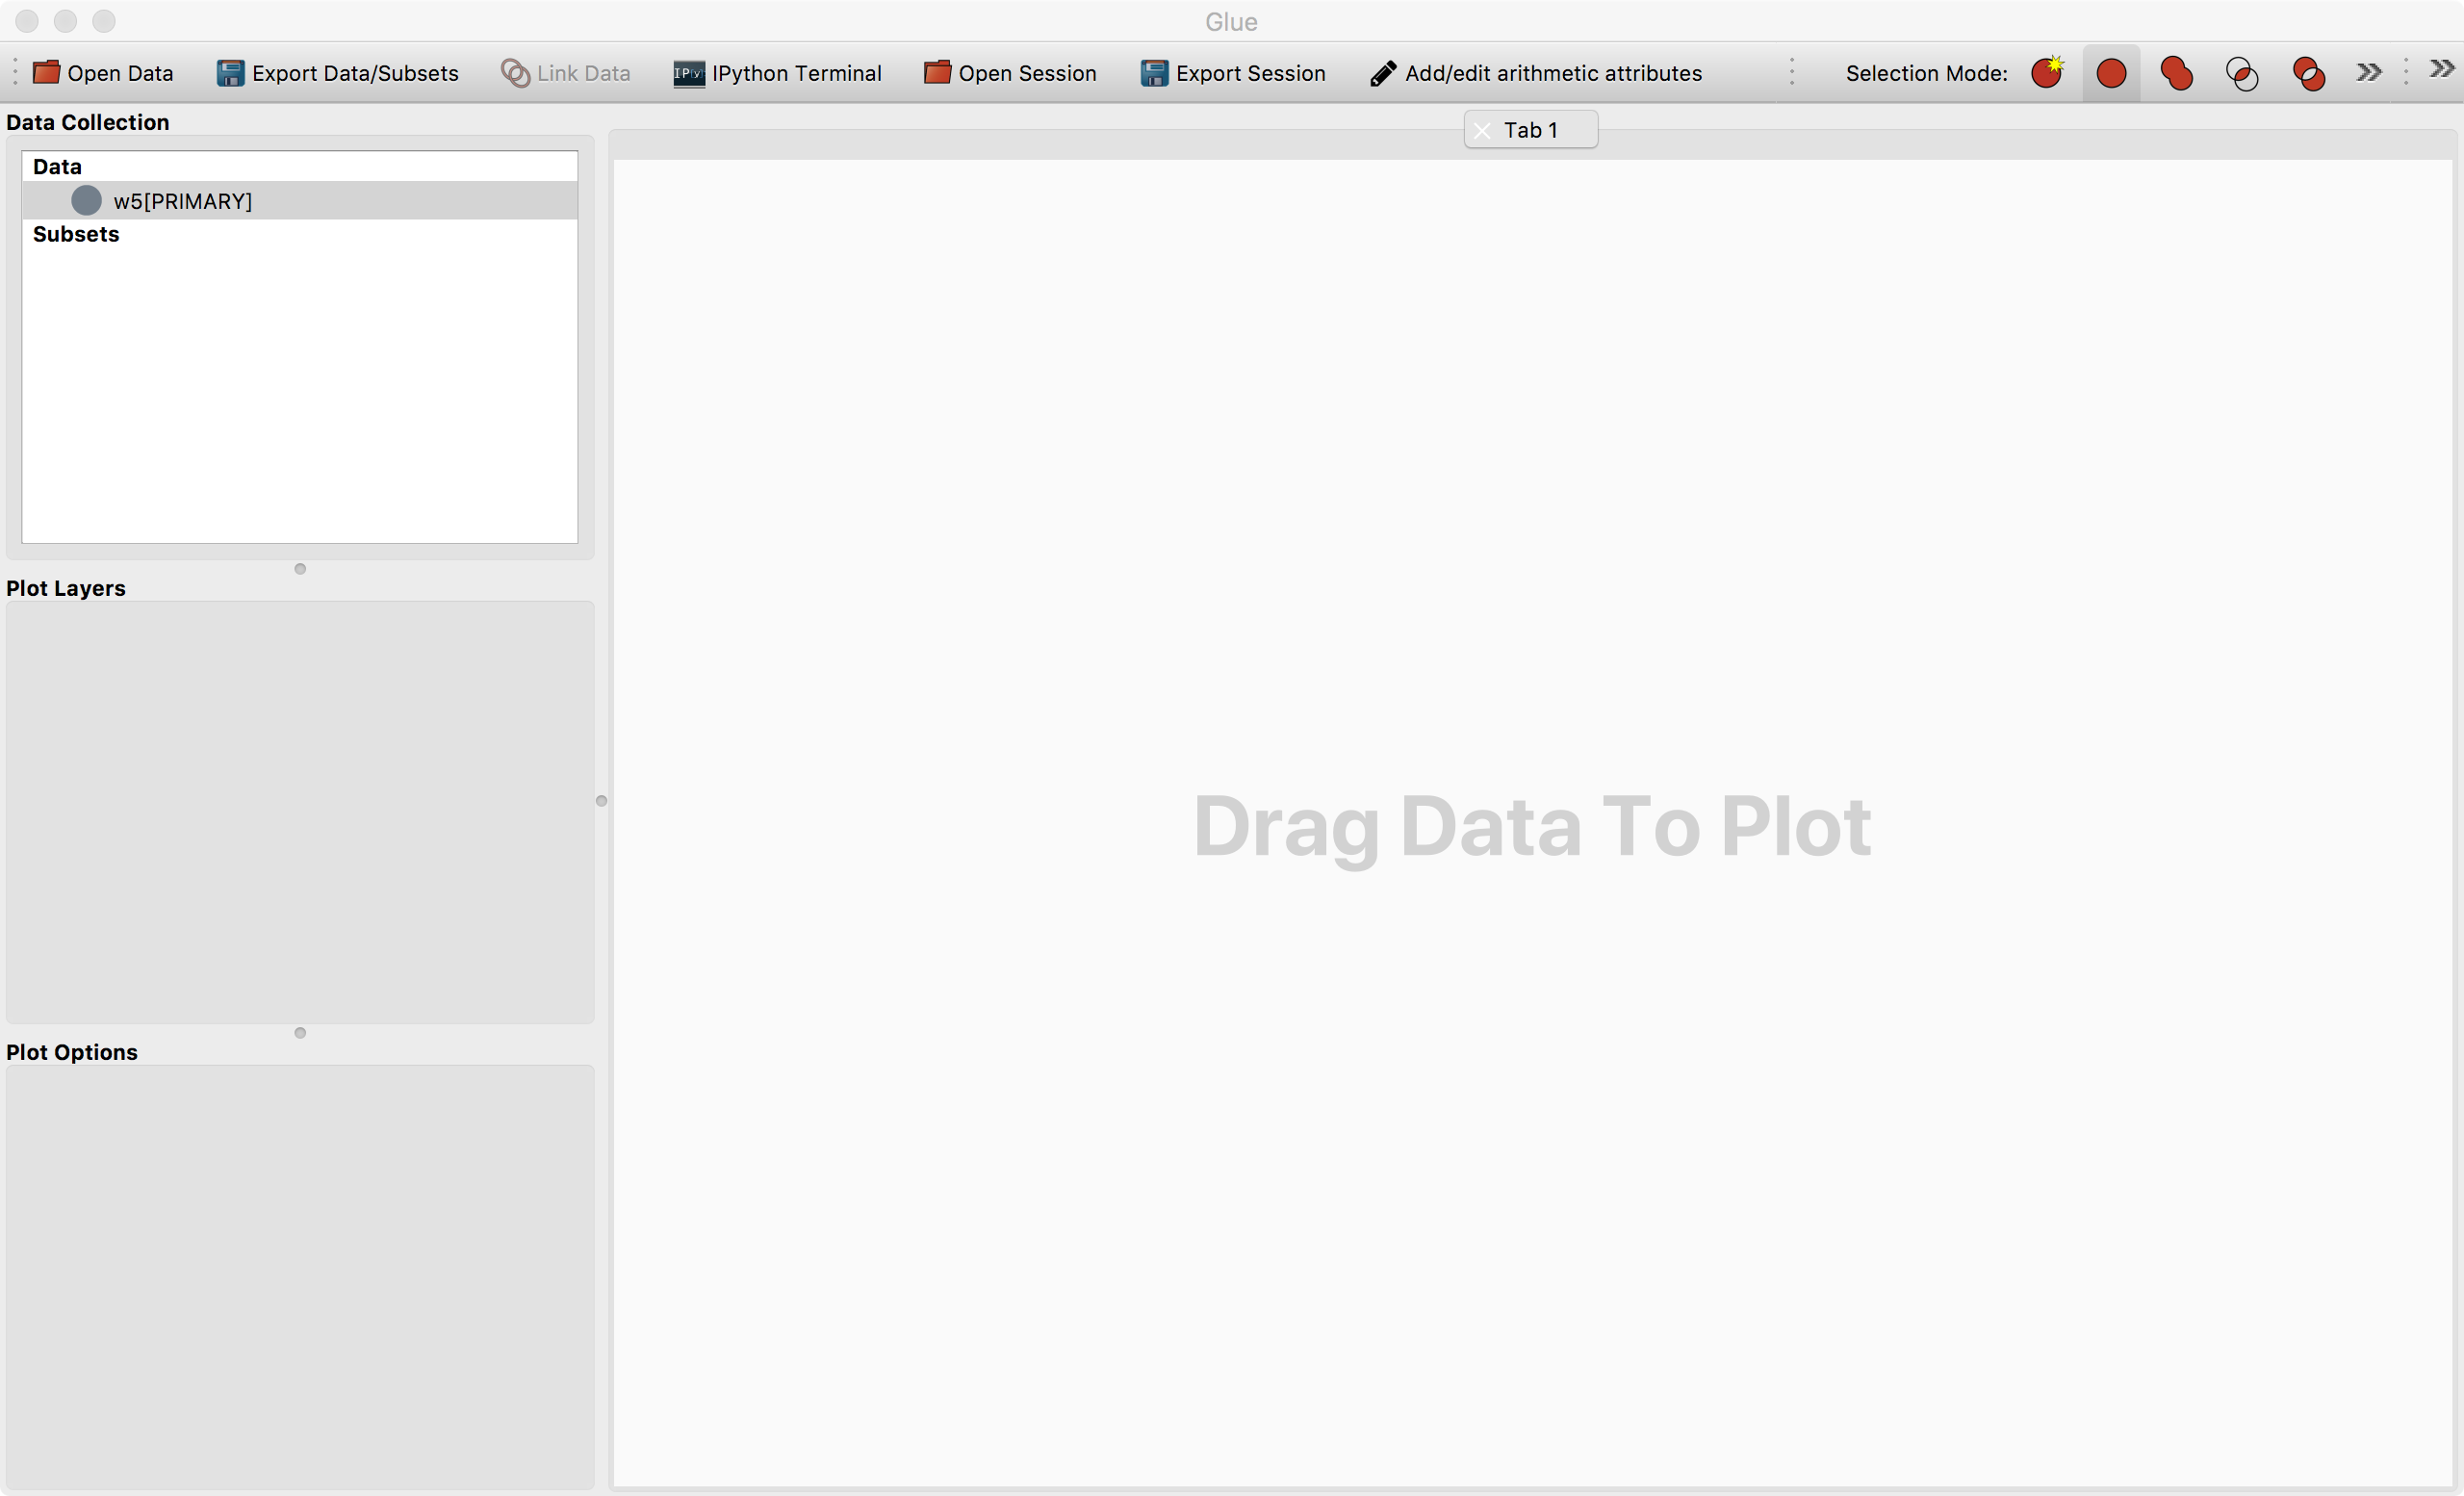 Glue
Open Data Export Data/Subsets Link Data IPython Terminal Open Session Export Session Add/edit arithmetic attributes Selection Mode:
Data Collection
Tab 1
Data
w5[PRIMARY]
Subsets
Plot Layers
Drag Data To Plot
Plot Options